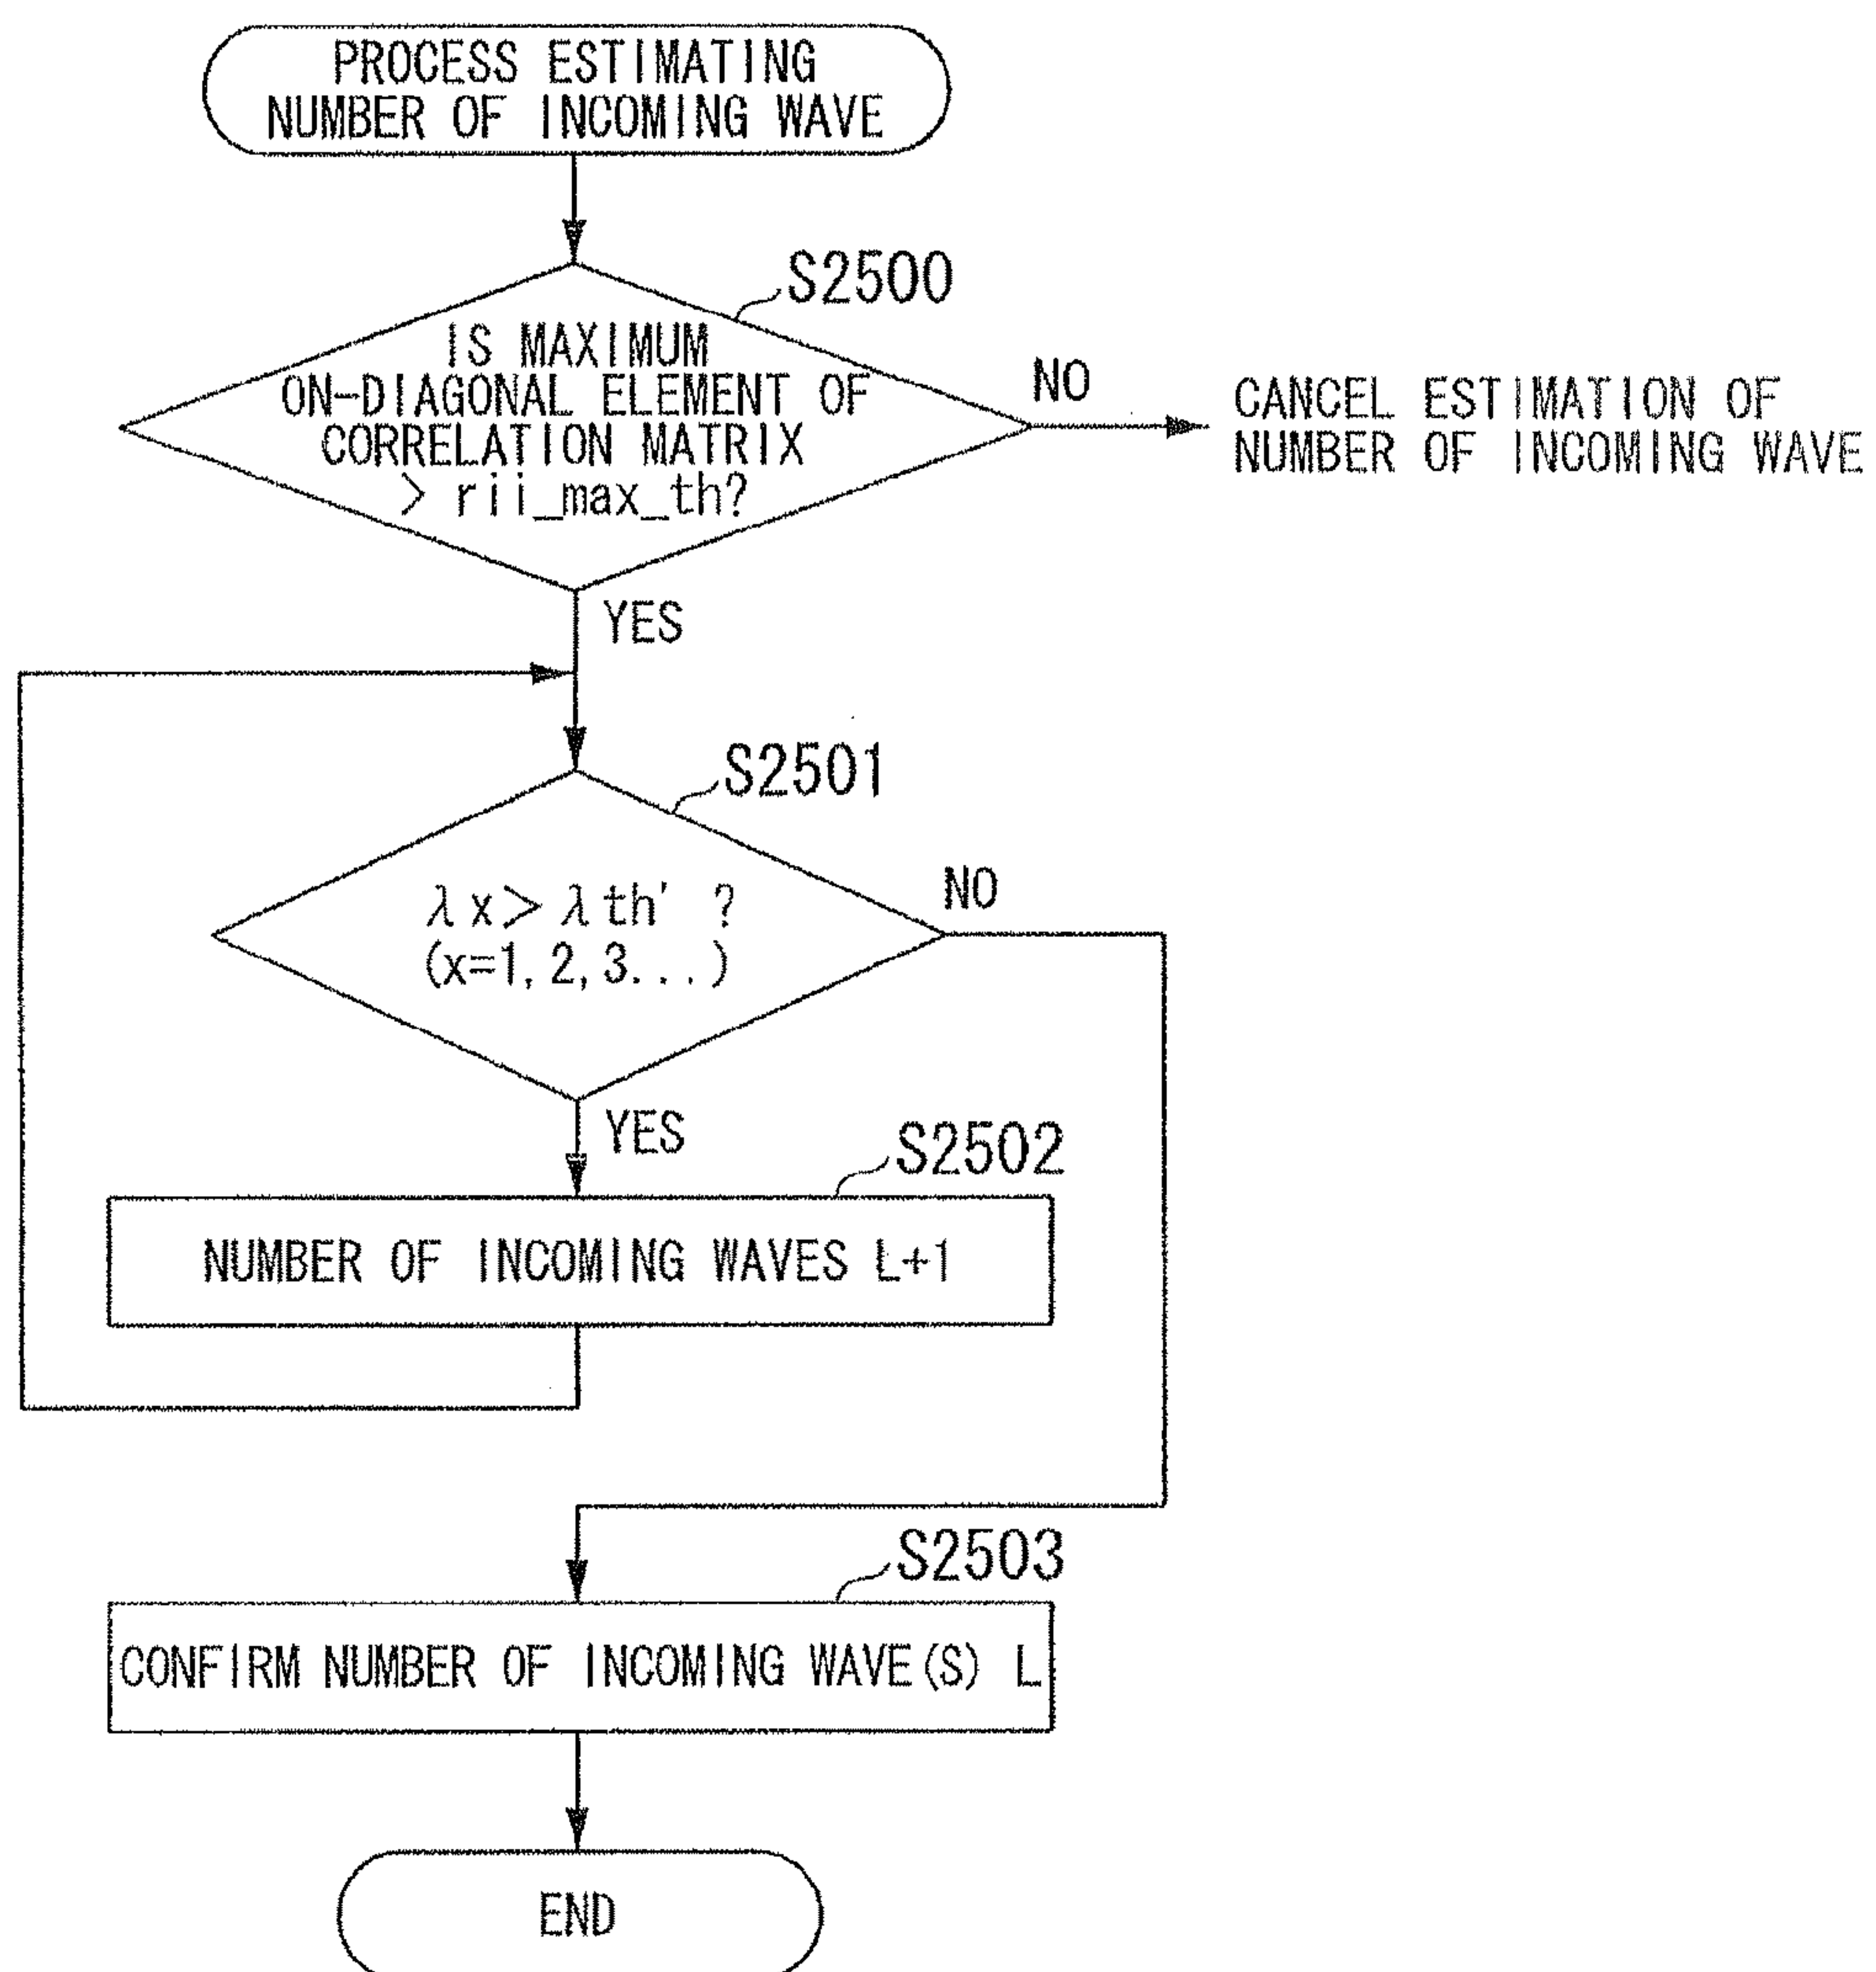 PROCESS ESTIMATING
NUMBER OF INCOMING WAVE
S2500
IS MAXIMUM
ON-DIAGONAL ELEMENT OF
CORRELATION MATRIX
> rii_max_th?
NO
CANCEL ESTIMATION OF
NUMBER OF INCOMING WAVE
YES
S2501
λx>λth' ?
(x=1,2,3...)
NO
YES
S2502
NUMBER OF INCOMING WAVES L+1
S2503
CONFIRM NUMBER OF INCOMING WAVE(S) L
END